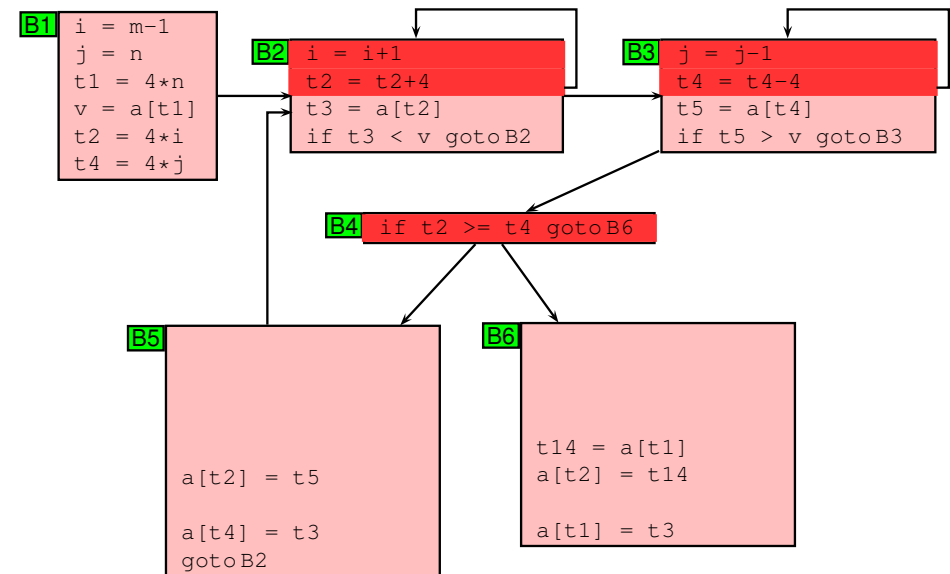 B1
i = m-1
j = n
t1 = 4*n
v = a[t1]
t2 = 4*i
t4 = 4*j
B2
i = i+1
t2 = t2+4
t3 = a[t2]
if t3 < v goto B2
B3
j = j-1
t4 = t4-4
t5 = a[t4]
if t5 > v goto B3
B4
if t2 >= t4 goto B6
B5
a[t2] = t5
a[t4] = t3
goto B2
B6
t14 = a[t1]
a[t2] = t14
a[t1] = t3